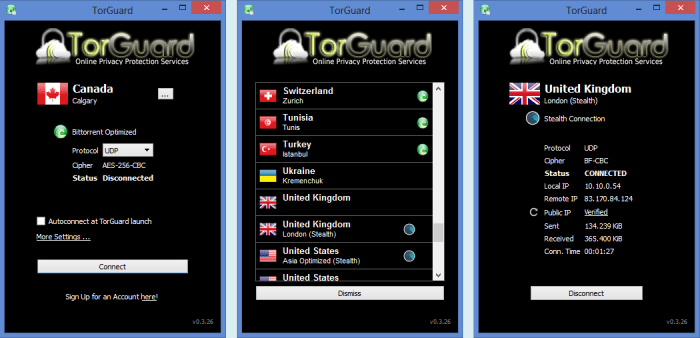 TorGuard
TorGuard
Online Privacy Protection Services
Canada
Calgary
...
Bittorrent Optimized
Protocol UDP
Cipher AES-256-CBC
Status Disconnected
Autoconnect at TorGuard launch
More Settings ...
Connect
Sign Up for an Account here!
v0.3.26
TorGuard
TorGuard
Online Privacy Protection Services
Switzerland
Zurich
Tunisia
Tunis
Turkey
Istanbul
Ukraine
Kremenchuk
United Kingdom
United Kingdom
London (Stealth)
United States
Asia Optimized (Stealth)
United States
Dismiss
v0.3.26
TorGuard
TorGuard
Online Privacy Protection Services
United Kingdom
London (Stealth)
Stealth Connection
Protocol UDP
Cipher BF-CBC
Status CONNECTED
Local IP 10.10.0.54
Remote IP 83.170.84.124
Public IP Verified
Sent 134.239 KiB
Received 365.400 KiB
Conn. Time 00:01:27
Disconnect
v0.3.26